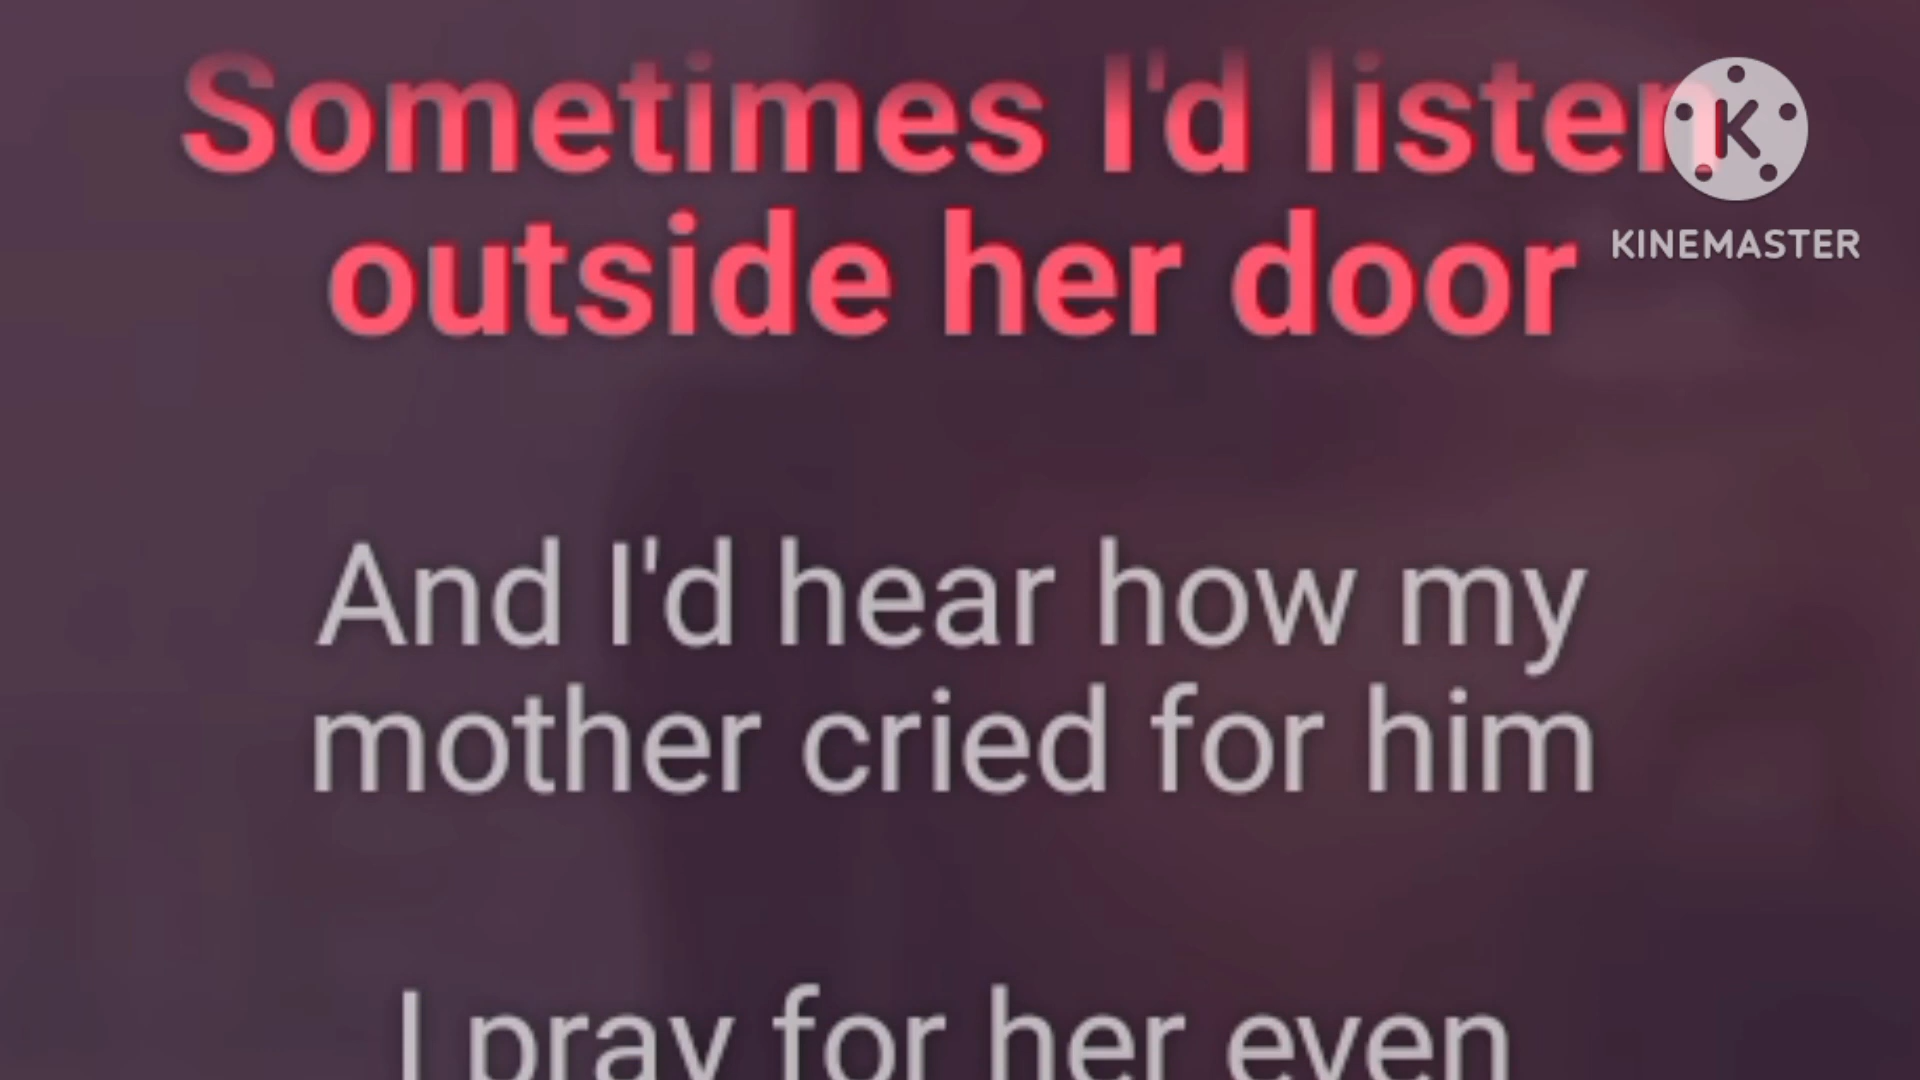 Sometimes I'd listen
outside her door
K
KINEMASTER
And I'd hear how my
mother cried for him
I pray for her even